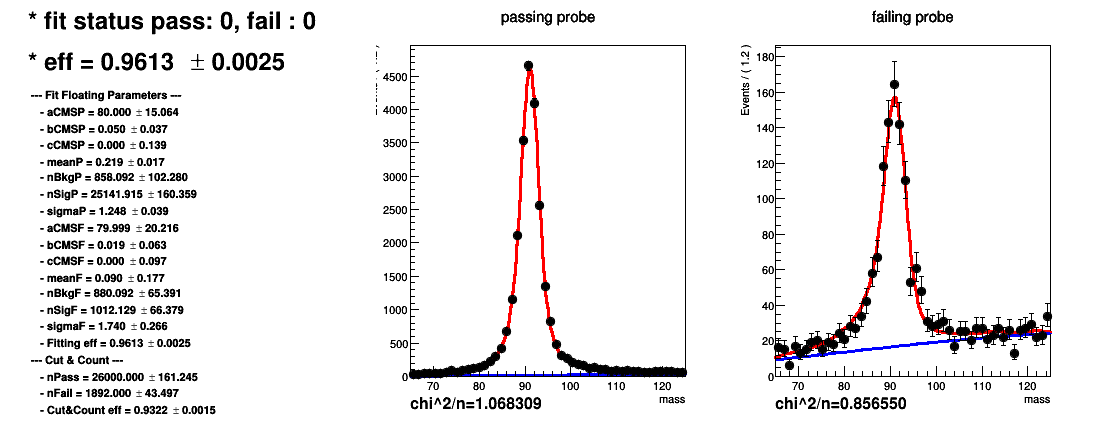 * fit status pass: 0, fail : 0
* eff = 0.9613 ± 0.0025
--- Fit Floating Parameters ---
- aCMSP = 80.000 ± 15.064
- bCMSP = 0.050 ± 0.037
- cCMSP = 0.000 ± 0.139
- meanP = 0.219 ± 0.017
- nBkgP = 858.092 ± 102.280
- nSigP = 25141.915 ± 160.359
- sigmaP = 1.248 ± 0.039
- aCMSF = 79.999 ± 20.216
- bCMSF = 0.019 ± 0.063
- cCMSF = 0.000 ± 0.097
- meanF = 0.090 ± 0.177
- nBkgF = 880.092 ± 65.391
- nSigF = 1012.129 ± 66.379
- sigmaF = 1.740 ± 0.266
- Fitting eff = 0.9613 ± 0.0025
--- Cut & Count ---
- nPass = 26000.000 ± 161.245
- nFail = 1892.000 ± 43.497
- Cut&Count eff = 0.9322 ± 0.0015
passing probe
4500
4000
3500
3000
2500
2000
1500
1000
500
0
70 80 90 100 110 120
mass
chi^2/n=1.068309
failing probe
Events / ( 1.2 )
180
160
140
120
100
80
60
40
20
0
70 80 90 100 110 120
mass
chi^2/n=0.856550